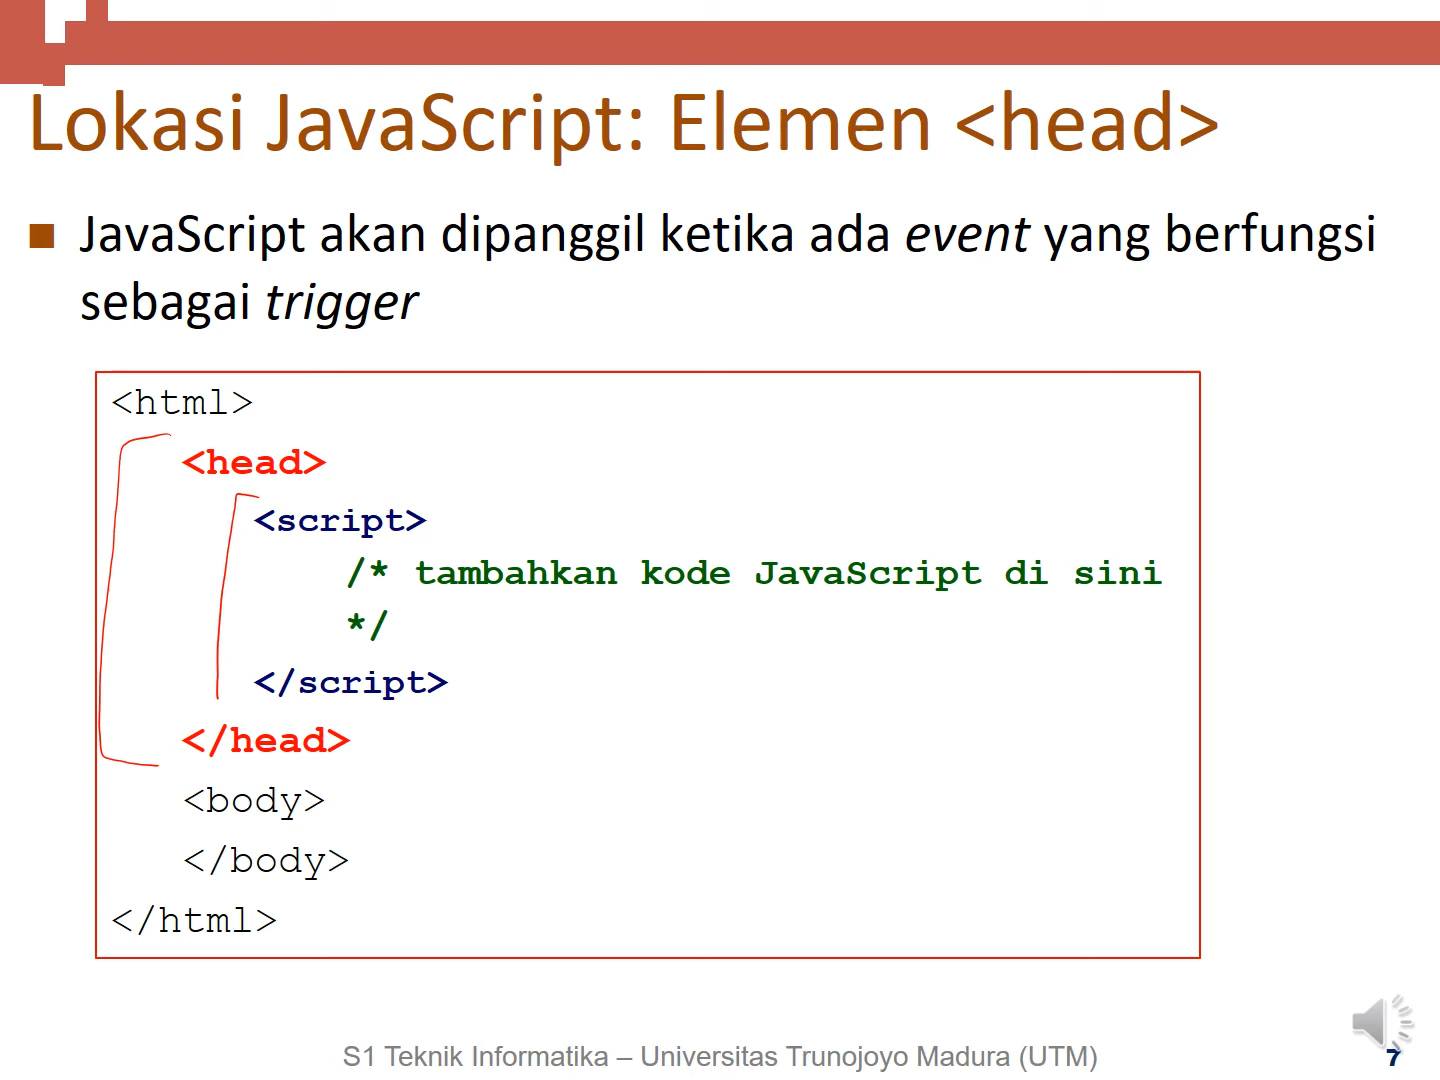 Lokasi JavaScript: Elemen <head>
JavaScript akan dipanggil ketika ada event yang berfungsi
sebagai trigger
<html>
<head>
<script>
/* tambahkan kode JavaScript di sini
*/
</script>
</head>
<body>
</body>
</html>
S1 Teknik Informatika – Universitas Trunojoyo Madura (UTM)
7